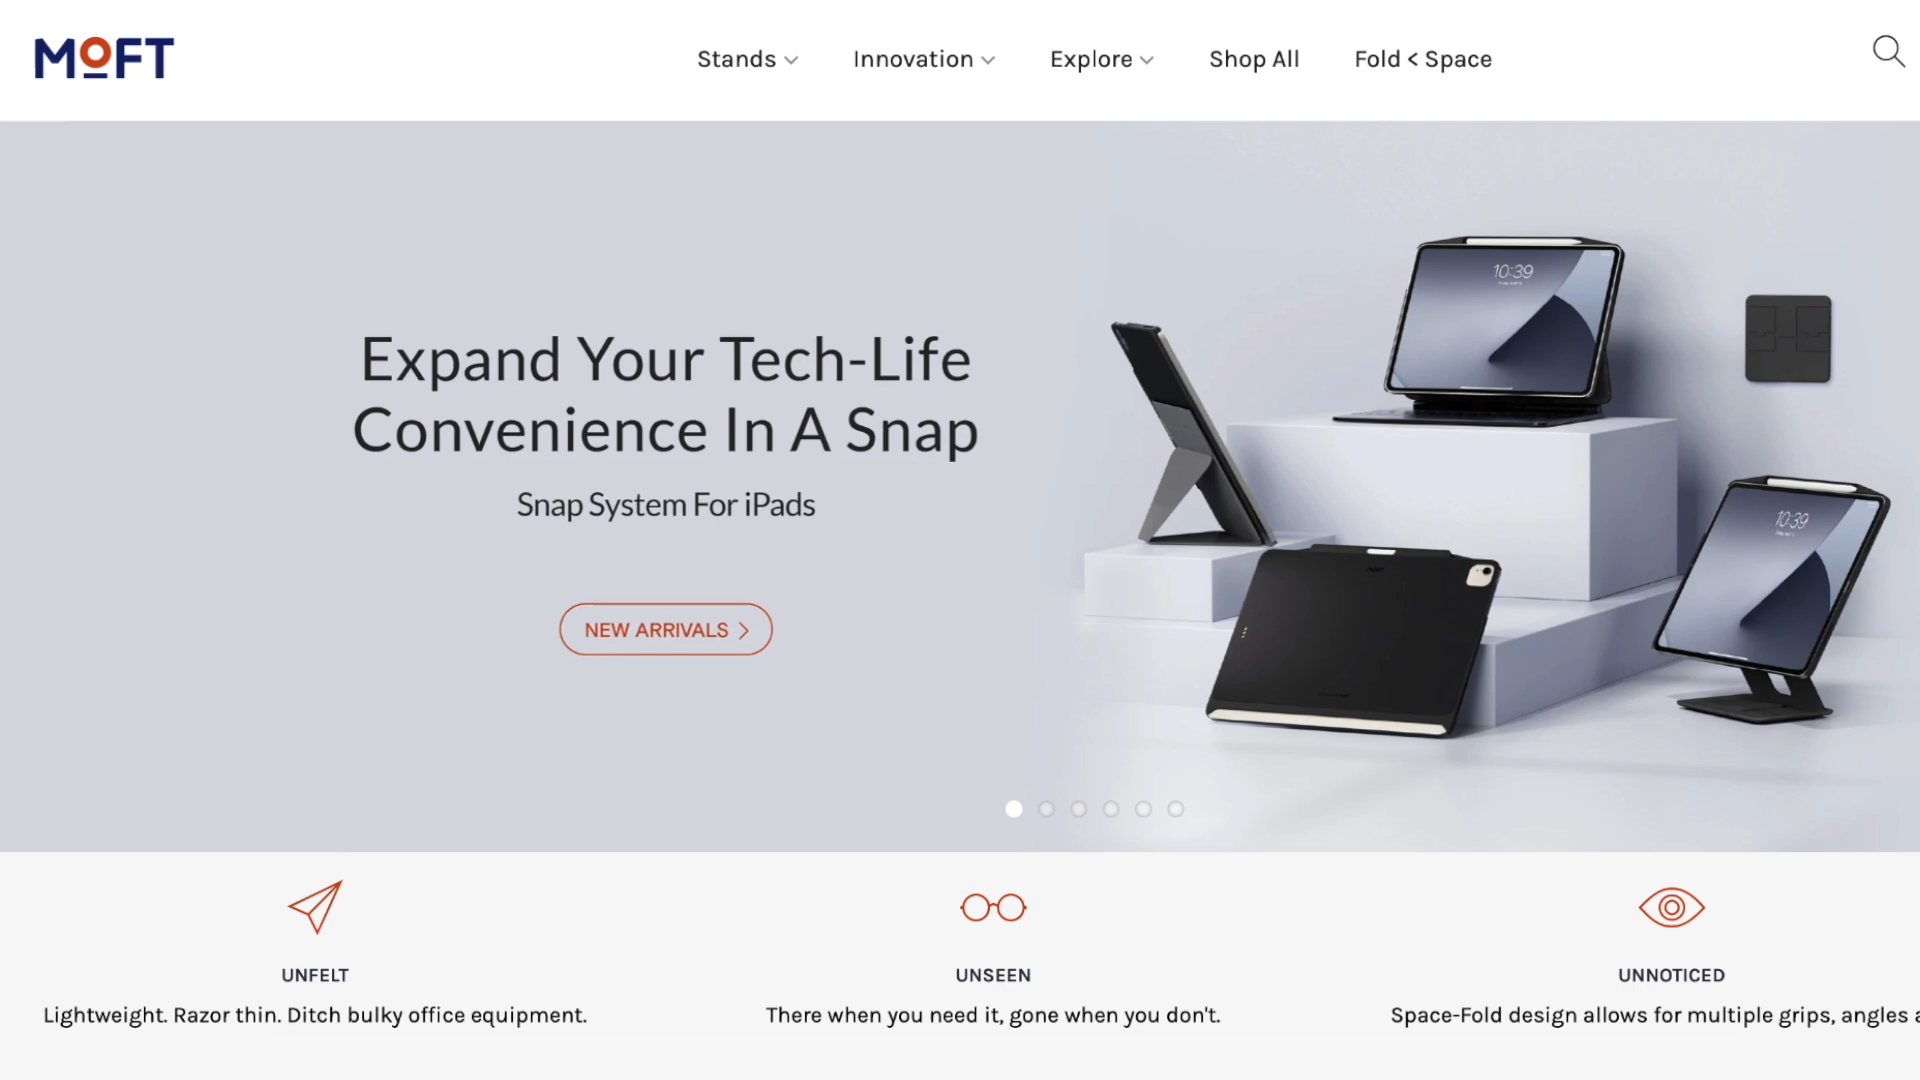 MOFT
Stands
Innovation
Explore
Shop All
Fold < Space
Expand Your Tech-Life
Convenience In A Snap
Snap System For iPads
NEW ARRIVALS
10:39
10:39
UNFELT
Lightweight. Razor thin. Ditch bulky office equipment.
UNSEEN
There when you need it, gone when you don't.
UNNOTICED
Space-Fold design allows for multiple grips, angles